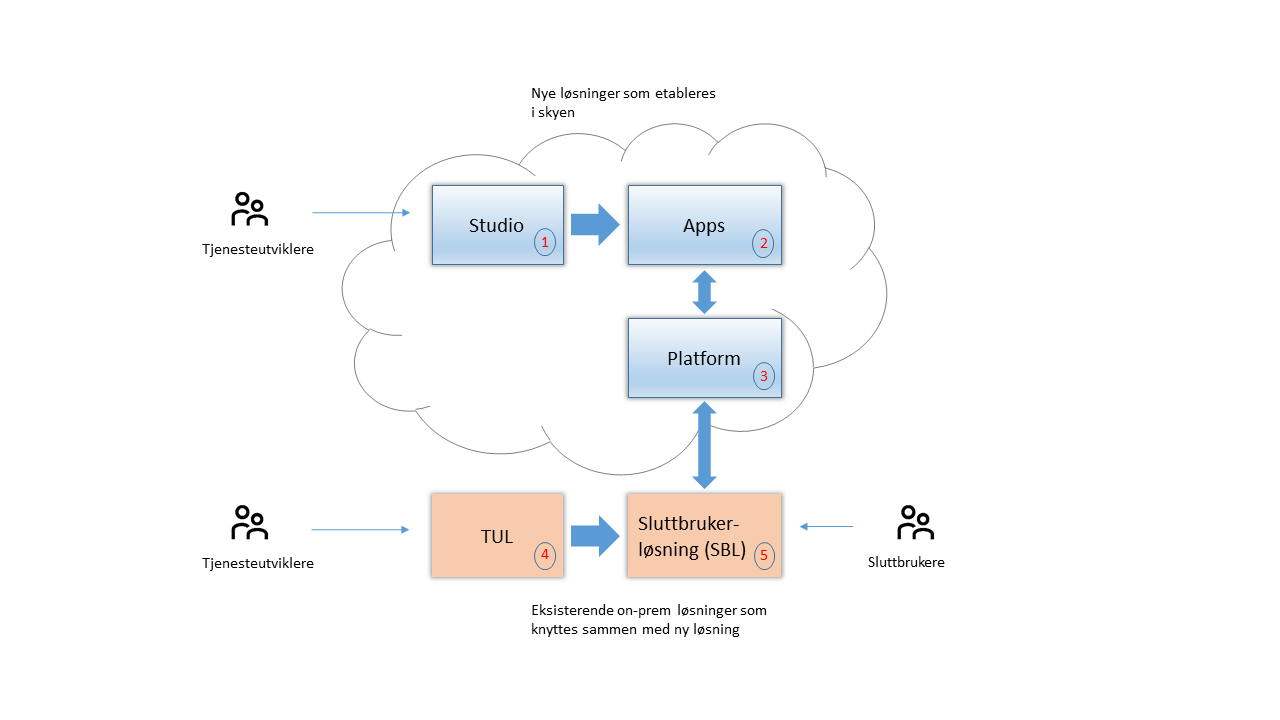 Nye løsninger som etableres
i skyen
Studio
1
Apps
2
Tjenesteutviklere
Platform
3
TUL
4
Sluttbruker-
løsning (SBL)
5
Tjenesteutviklere
Sluttbrukere
Eksisterende on-prem løsninger som
knyttes sammen med ny løsning